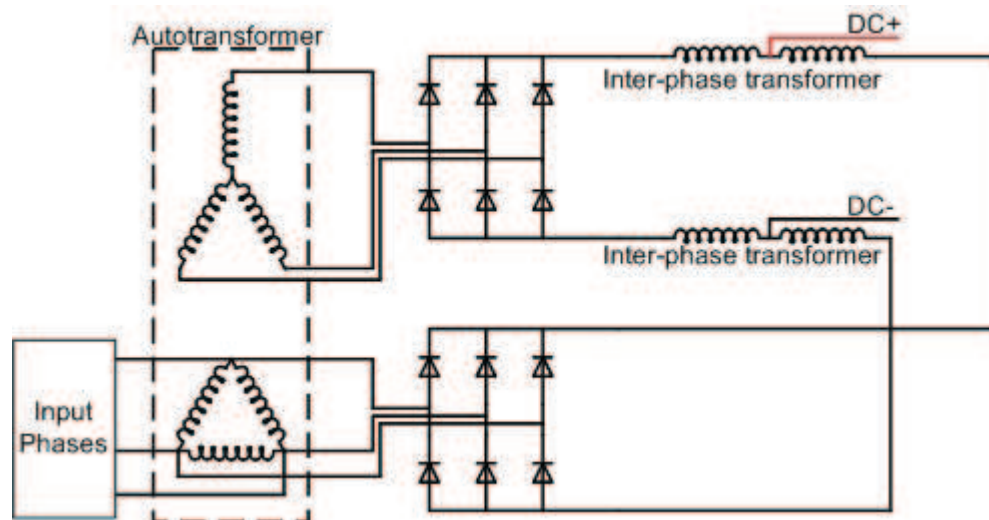 Autotransformer
DC+
Inter-phase transformer
DC-
Inter-phase transformer
Input
Phases